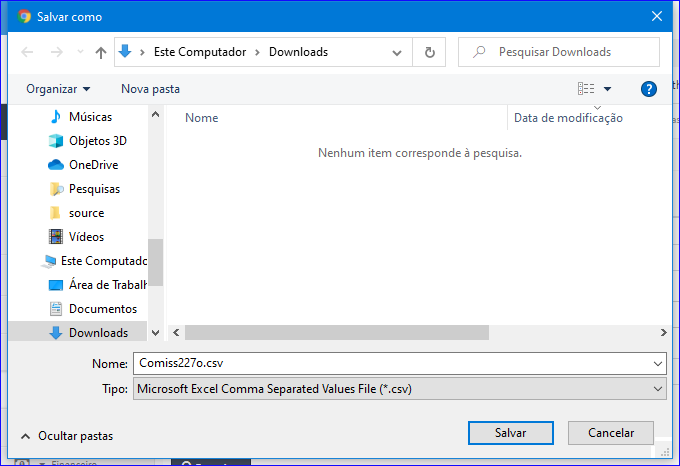 Salvar como
Este Computador > Downloads
Pesquisar Downloads
Organizar
Nova pasta
Músicas
Objetos 3D
OneDrive
Pesquisas
source
Vídeos
Este Computado
Área de Trabal
Documentos
Downloads
Nome
Data de modificação
Nenhum item corresponde à pesquisa.
Nome: Comiss227o.csv
Tipo: Microsoft Excel Comma Separated Values File (*.csv)
Ocultar pastas
Salvar
Cancelar